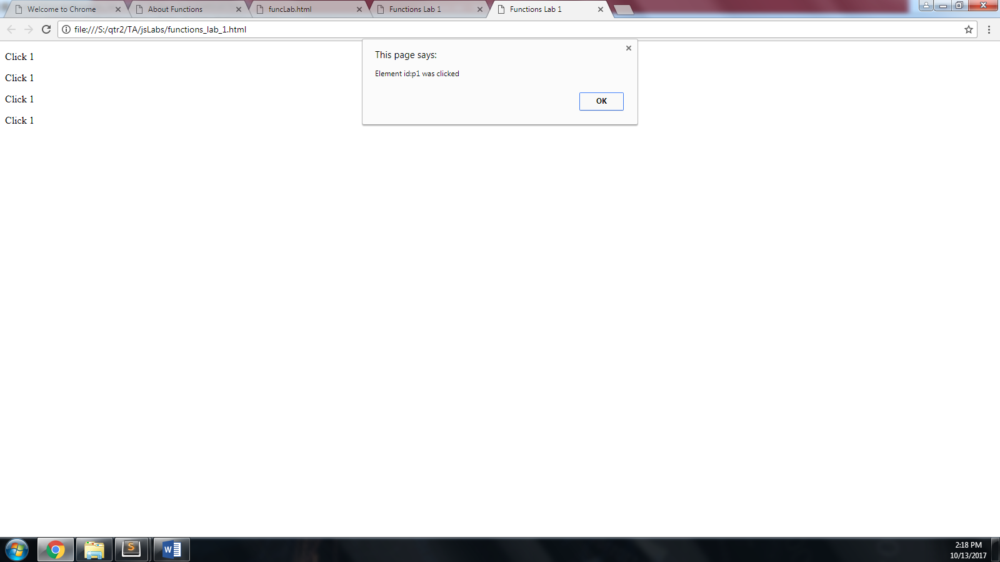 Welcome to Chrome
About Functions
funcLab.html
Functions Lab 1
Functions Lab 1
file:///S:/qtr2/TA/jsLabs/functions_lab_1.html
Click 1
Click 1
Click 1
Click 1
This page says:
Element id:p1 was clicked
OK
S
W
2:18 PM
10/13/2017